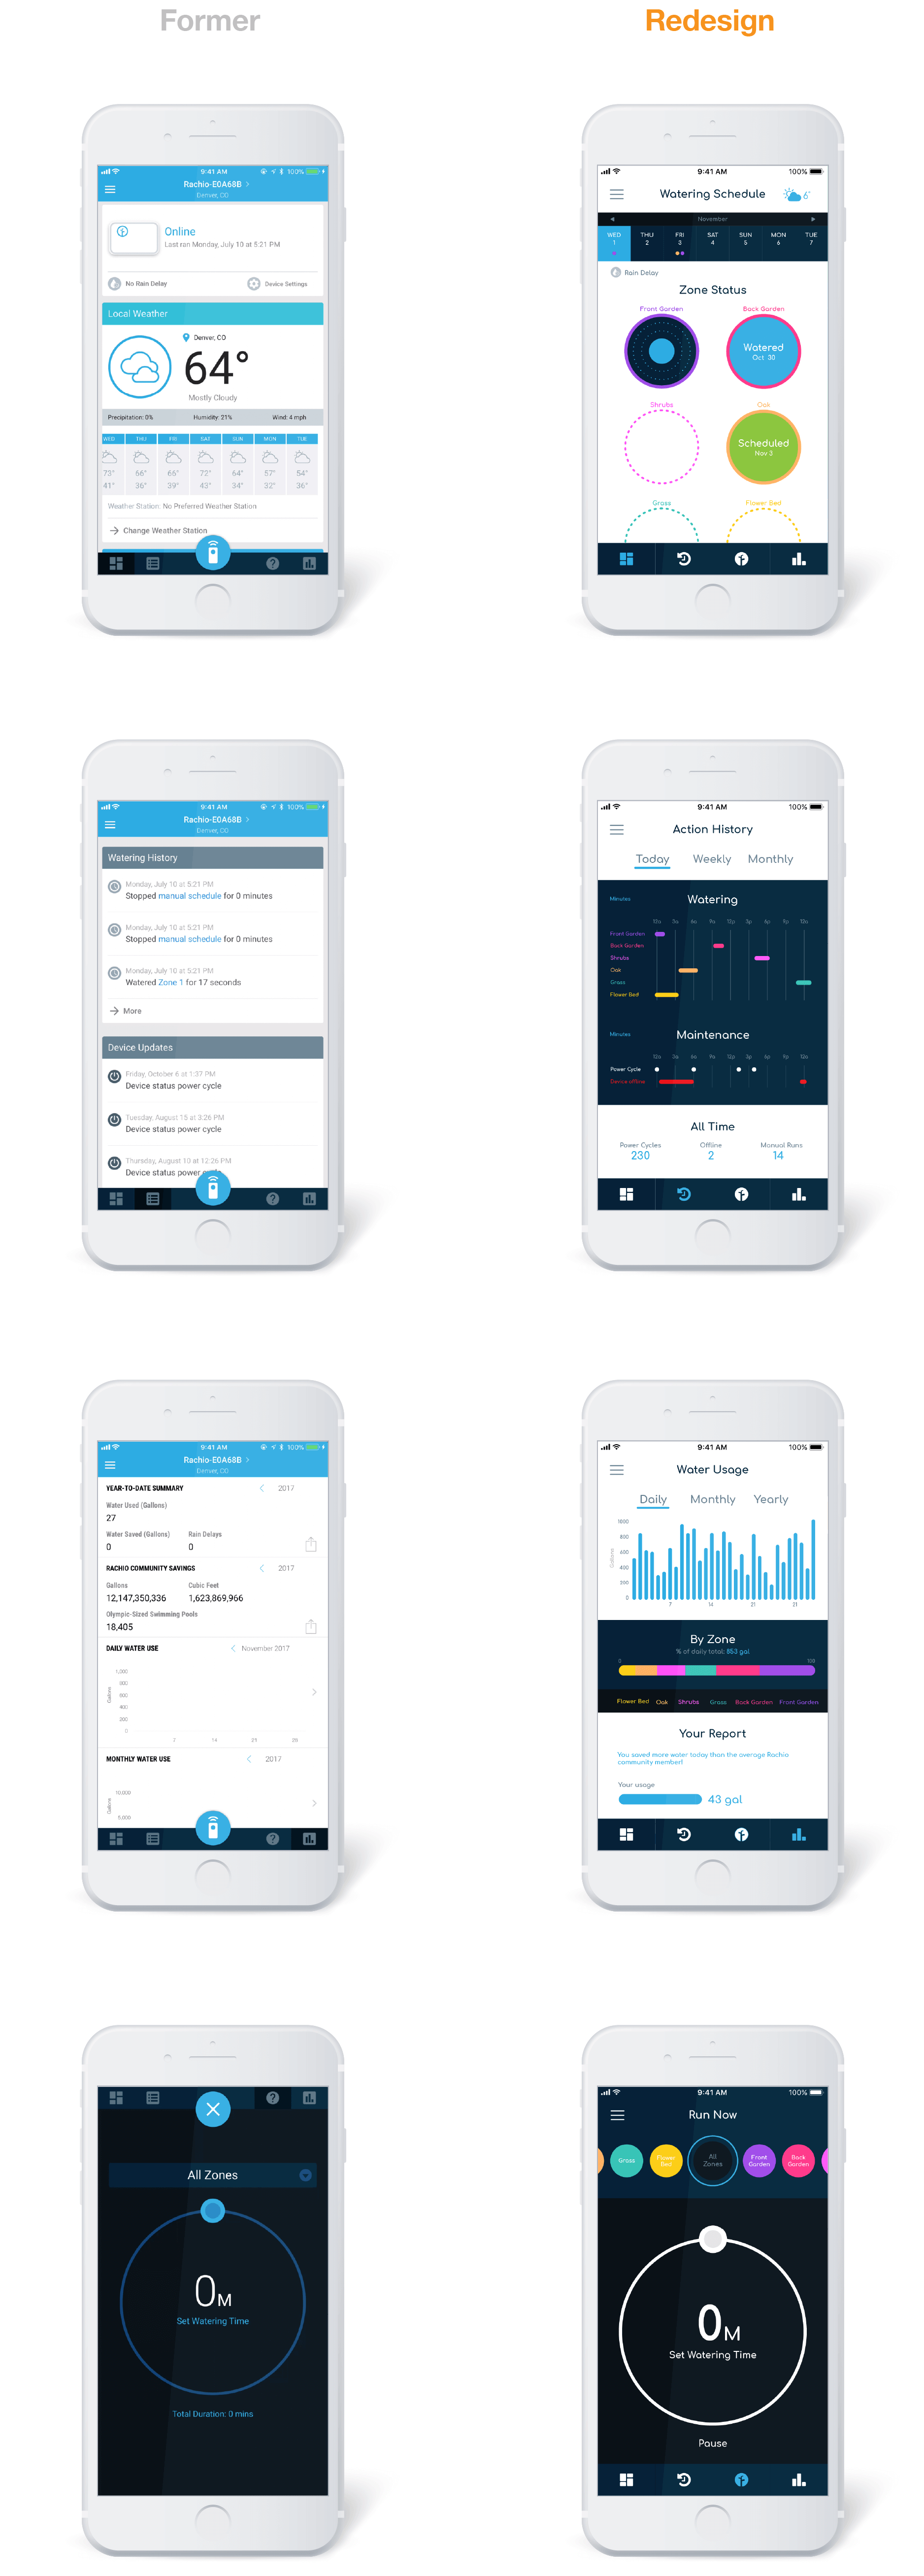 Former
Redesign
9:41 AM 100%
Rachio-E0A68B >
Denver, CO
Online
Last ran Monday, July 10 at 5:21 PM
No Rain Delay Device Settings
Local Weather
Denver, CO
64°
Mostly Cloudy
Precipitation: 0% Humidity: 21% Wind: 4 mph
WED THU FRI SAT SUN MON TUE
73° 66° 66° 72° 64° 57° 54°
41° 36° 39° 43° 34° 32° 36°
Weather Station: No Preferred Weather Station
Change Weather Station
9:41 AM 100%
Watering Schedule 6°
November
WED THU FRI SAT SUN MON TUE
1 2 3 4 5 6 7
Rain Delay
Zone Status
Front Garden Back Garden
Watered
Oct 30
Shrubs Oak
Scheduled
Nov 3
Grass Flower Bed
9:41 AM 100%
Rachio-E0A68B >
Denver, CO
Watering History
Monday, July 10 at 5:21 PM
Stopped manual schedule for 0 minutes
Monday, July 10 at 5:21 PM
Stopped manual schedule for 0 minutes
Monday, July 10 at 5:21 PM
Watered Zone 1 for 17 seconds
More
Device Updates
Friday, October 6 at 1:37 PM
Device status power cycle
Tuesday, August 15 at 3:26 PM
Device status power cycle
Thursday, August 10 at 12:26 PM
Device status power cycle
9:41 AM 100%
Action History
Today Weekly Monthly
Watering
Minutes
12a 3a 6a 9a 12p 3p 6p 9p 12a
Front Garden
Back Garden
Shrubs
Oak
Grass
Flower Bed
Minutes
Maintenance
12a 3a 6a 9a 12p 3p 6p 9p 12a
Power Cycle
Device offline
All Time
Power Cycles Offline Manual Runs
230 2 14
9:41 AM 100%
Rachio-E0A68B >
Denver, CO
YEAR-TO-DATE SUMMARY < 2017
Water Used (Gallons)
27
Water Saved (Gallons) Rain Delays
0 0
RACHIO COMMUNITY SAVINGS < 2017
Gallons Cubic Feet
12,147,350,336 1,623,869,966
Olympic-Sized Swimming Pools
18,405
DAILY WATER USE < November 2017
Gallons
1,000
800
600
400
200
0
7 14 21 28
MONTHLY WATER USE < 2017
Gallons
10,000
5,000
9:41 AM 100%
Water Usage
Daily Monthly Yearly
Gallons
1000
800
600
400
200
0
7 14 21 21
By Zone
% of daily total: 853 gal
0 100
Flower Bed Oak Shrubs Grass Back Garden Front Garden
Your Report
You saved more water today than the average Rachio
community member!
Your usage
43 gal
All Zones
0M
Set Watering Time
Total Duration: 0 mins
9:41 AM 100%
Run Now
Grass Flower Bed All Zones Front Garden Back Garden
0M
Set Watering Time
Pause